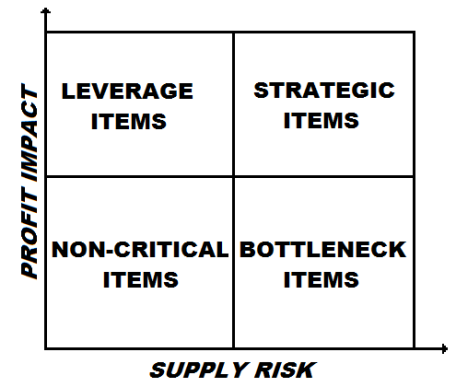 PROFIT IMPACT
LEVERAGE
ITEMS
STRATEGIC
ITEMS
NON-CRITICAL
ITEMS
BOTTLENECK
ITEMS
SUPPLY RISK